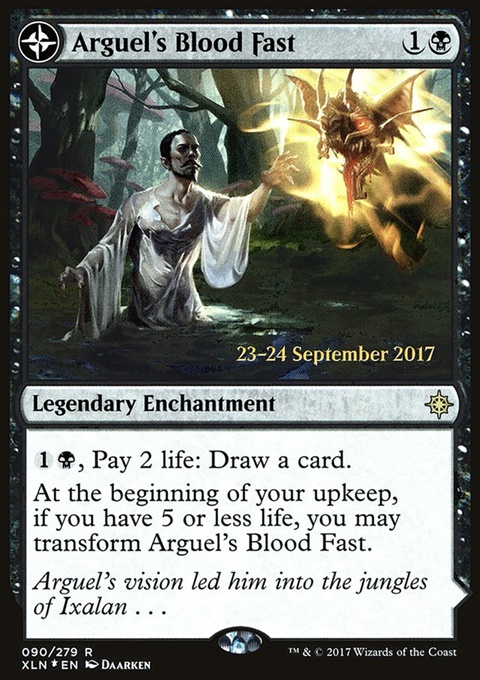 Arguel's Blood Fast 1
23–24 September 2017
Legendary Enchantment
1, Pay 2 life: Draw a card.
At the beginning of your upkeep,
if you have 5 or less life, you may
transform Arguel's Blood Fast.
Arguel's vision led him into the jungles
of Ixalan . . .
090/279 R
XLN EN Daarken
™ & © 2017 Wizards of the Coast